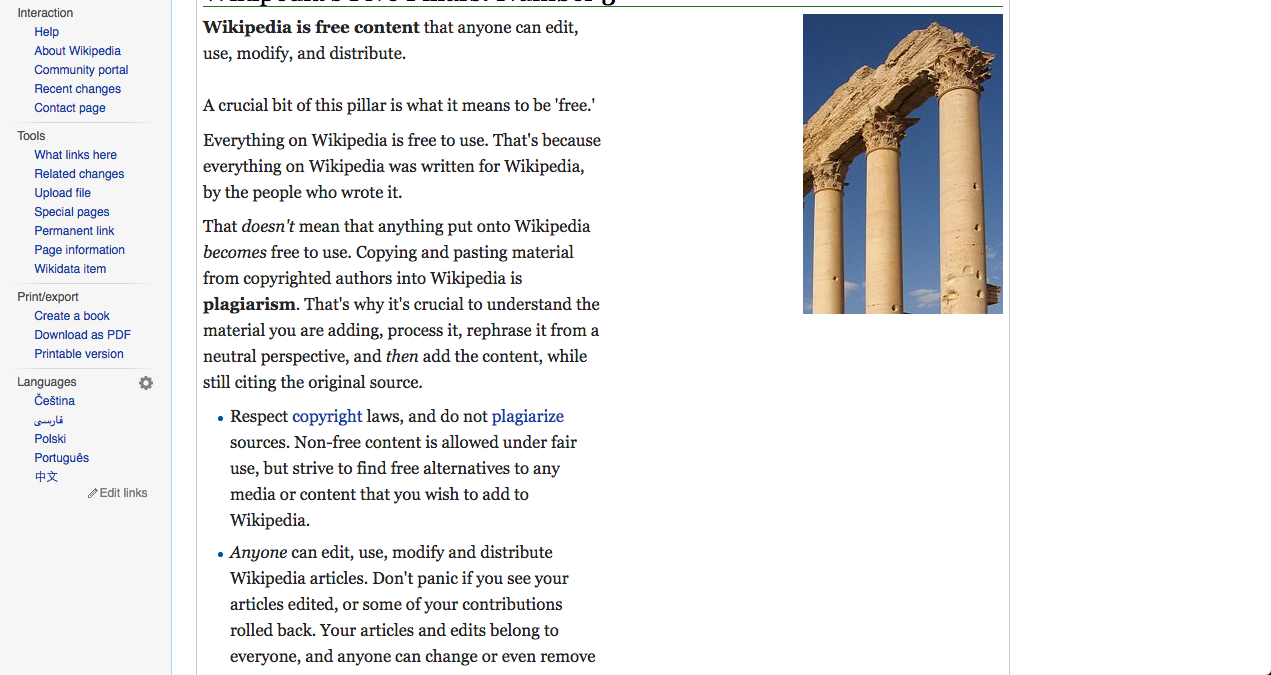 Interaction
Help
About Wikipedia
Community portal
Recent changes
Contact page
Tools
What links here
Related changes
Upload file
Special pages
Permanent link
Page information
Wikidata item
Print/export
Create a book
Download as PDF
Printable version
Languages
Čeština
فارسی
Polski
Português
中文
Edit links
Wikipedia is free content that anyone can edit,
use, modify, and distribute.
A crucial bit of this pillar is what it means to be 'free.'
Everything on Wikipedia is free to use. That's because
everything on Wikipedia was written for Wikipedia,
by the people who wrote it.
That doesn't mean that anything put onto Wikipedia
becomes free to use. Copying and pasting material
from copyrighted authors into Wikipedia is
plagiarism. That's why it's crucial to understand the
material you are adding, process it, rephrase it from a
neutral perspective, and then add the content, while
still citing the original source.
Respect copyright laws, and do not plagiarize
sources. Non-free content is allowed under fair
use, but strive to find free alternatives to any
media or content that you wish to add to
Wikipedia.
Anyone can edit, use, modify and distribute
Wikipedia articles. Don't panic if you see your
articles edited, or some of your contributions
rolled back. Your articles and edits belong to
everyone, and anyone can change or even remove